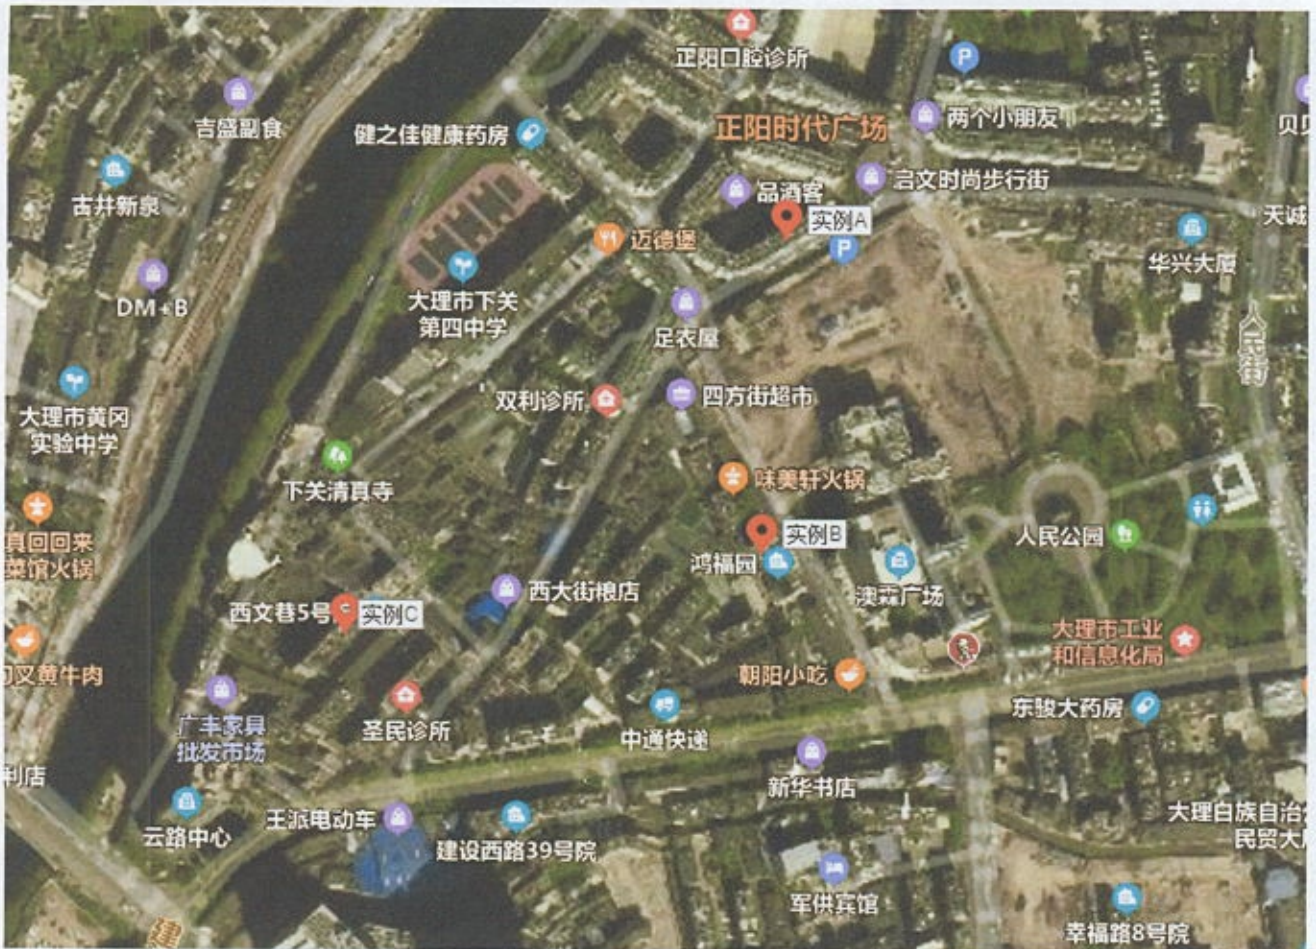 正阳口腔诊所
吉盛副食
健之佳健康药房
正阳时代广场
P
两个小朋友
古井新泉
品酒客
启文时尚步行街
实例A
P
迈德堡
天诚
华兴大厦
DM+B
大理市下关
第四中学
足衣屋
人民街
大理市黄冈
实验中学
双利诊所
四方街超市
下关清真寺
味美轩火锅
真回回来
菜馆火锅
实例B
鸿福园
人民公园
澳森广场
西文巷5号
实例C
西大街粮店
大理市工业
和信息化局
叉黄牛肉
朝阳小吃
广丰家具
批发市场
圣民诊所
中通快递
东骏大药房
新华书店
利店
云路中心
王派电动车
建设西路39号院
大理白族自治
民贸大
军供宾馆
幸福路8号院
建